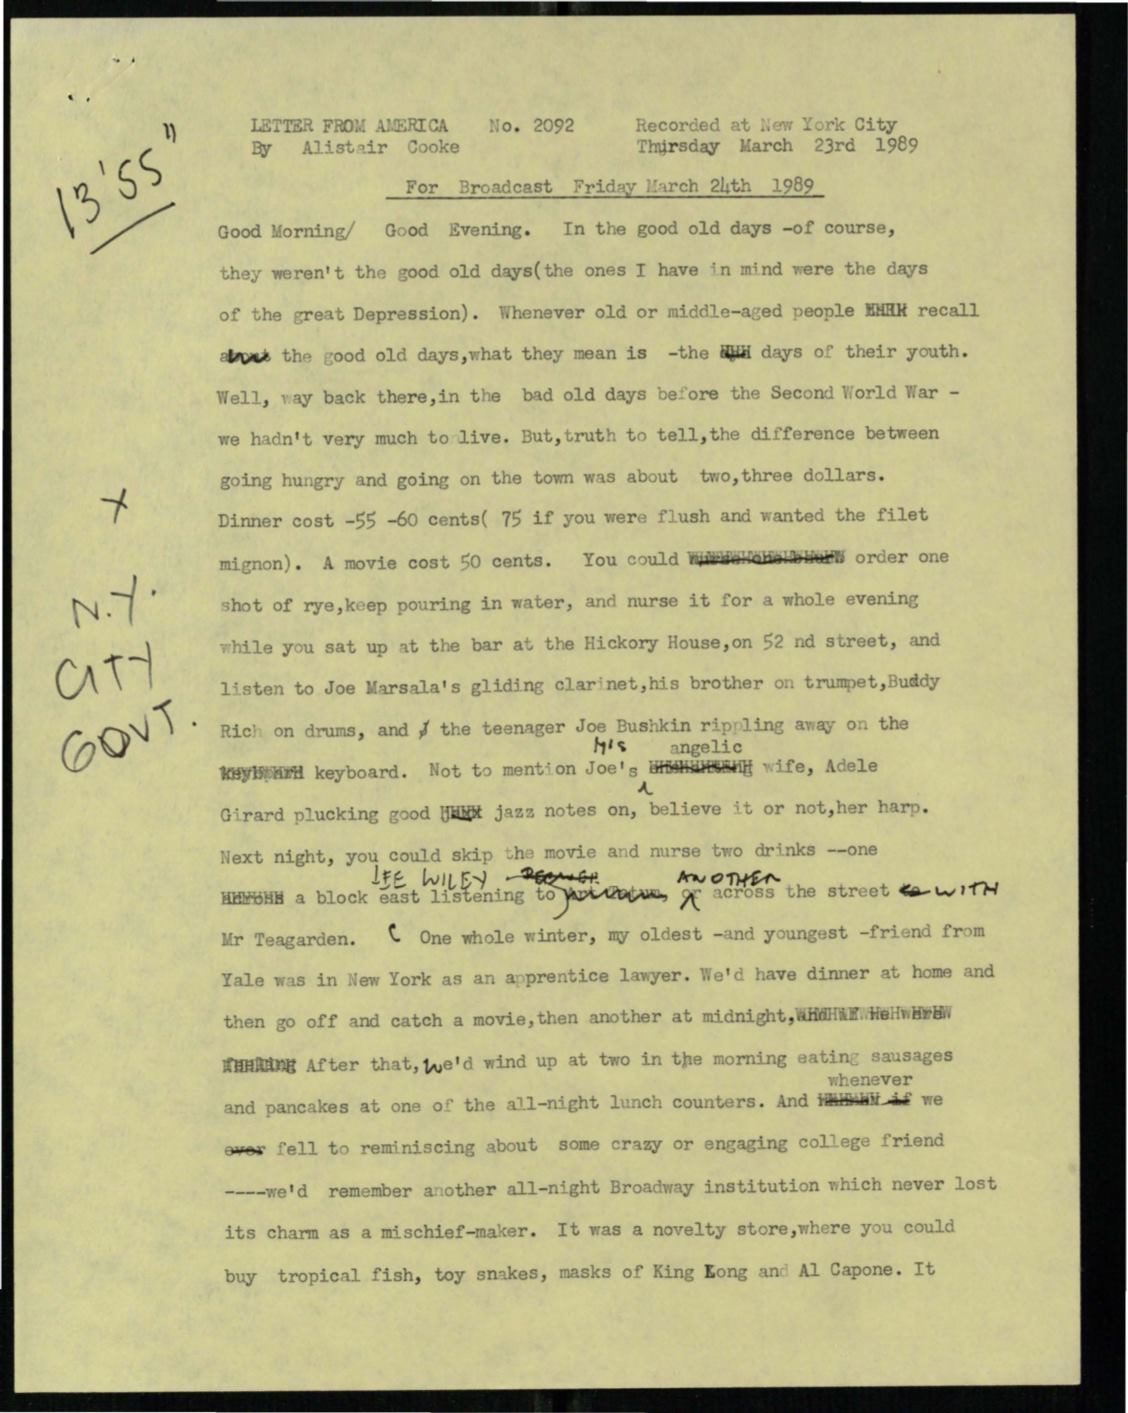 13'55"
LETTER FROM AMERICA No. 2092 Recorded at New York City
By Alistair Cooke Thursday March 23rd 1989
For Broadcast Friday March 24th 1989
Good Morning/ Good Evening. In the good old days -of course,
they weren't the good old days(the ones I have in mind were the days
of the great Depression). Whenever old or middle-aged people recall
about the good old days,what they mean is -the days of their youth.
Well, way back there,in the bad old days before the Second World War -
we hadn't very much to live. But,truth to tell,the difference between
going hungry and going on the town was about two,three dollars.
X
Dinner cost -55 -60 cents( 75 if you were flush and wanted the filet
mignon). A movie cost 50 cents. You could order one
N.Y.
shot of rye,keep pouring in water, and nurse it for a whole evening
while you sat up at the bar at the Hickory House,on 52 nd street, and
CITY
listen to Joe Marsala's gliding clarinet,his brother on trumpet,Buddy
GOVT.
Rich on drums, and the teenager Joe Bushkin rippling away on the
HIS angelic
keyboard keyboard. Not to mention Joe's wife, Adele
Girard plucking good jazz notes on, believe it or not,her harp.
Next night, you could skip the movie and nurse two drinks --one
LEE WILEY ANOTHER
a block east listening to or across the street to WITH
Mr Teagarden. ( One whole winter, my oldest -and youngest -friend from
Yale was in New York as an apprentice lawyer. We'd have dinner at home and
then go off and catch a movie,then another at midnight,
After that,We'd wind up at two in the morning eating sausages
whenever
and pancakes at one of the all-night lunch counters. And if we
ever fell to reminiscing about some crazy or engaging college friend
----we'd remember another all-night Broadway institution which never lost
its charm as a mischief-maker. It was a novelty store,where you could
buy tropical fish, toy snakes, masks of King Kong and Al Capone. It